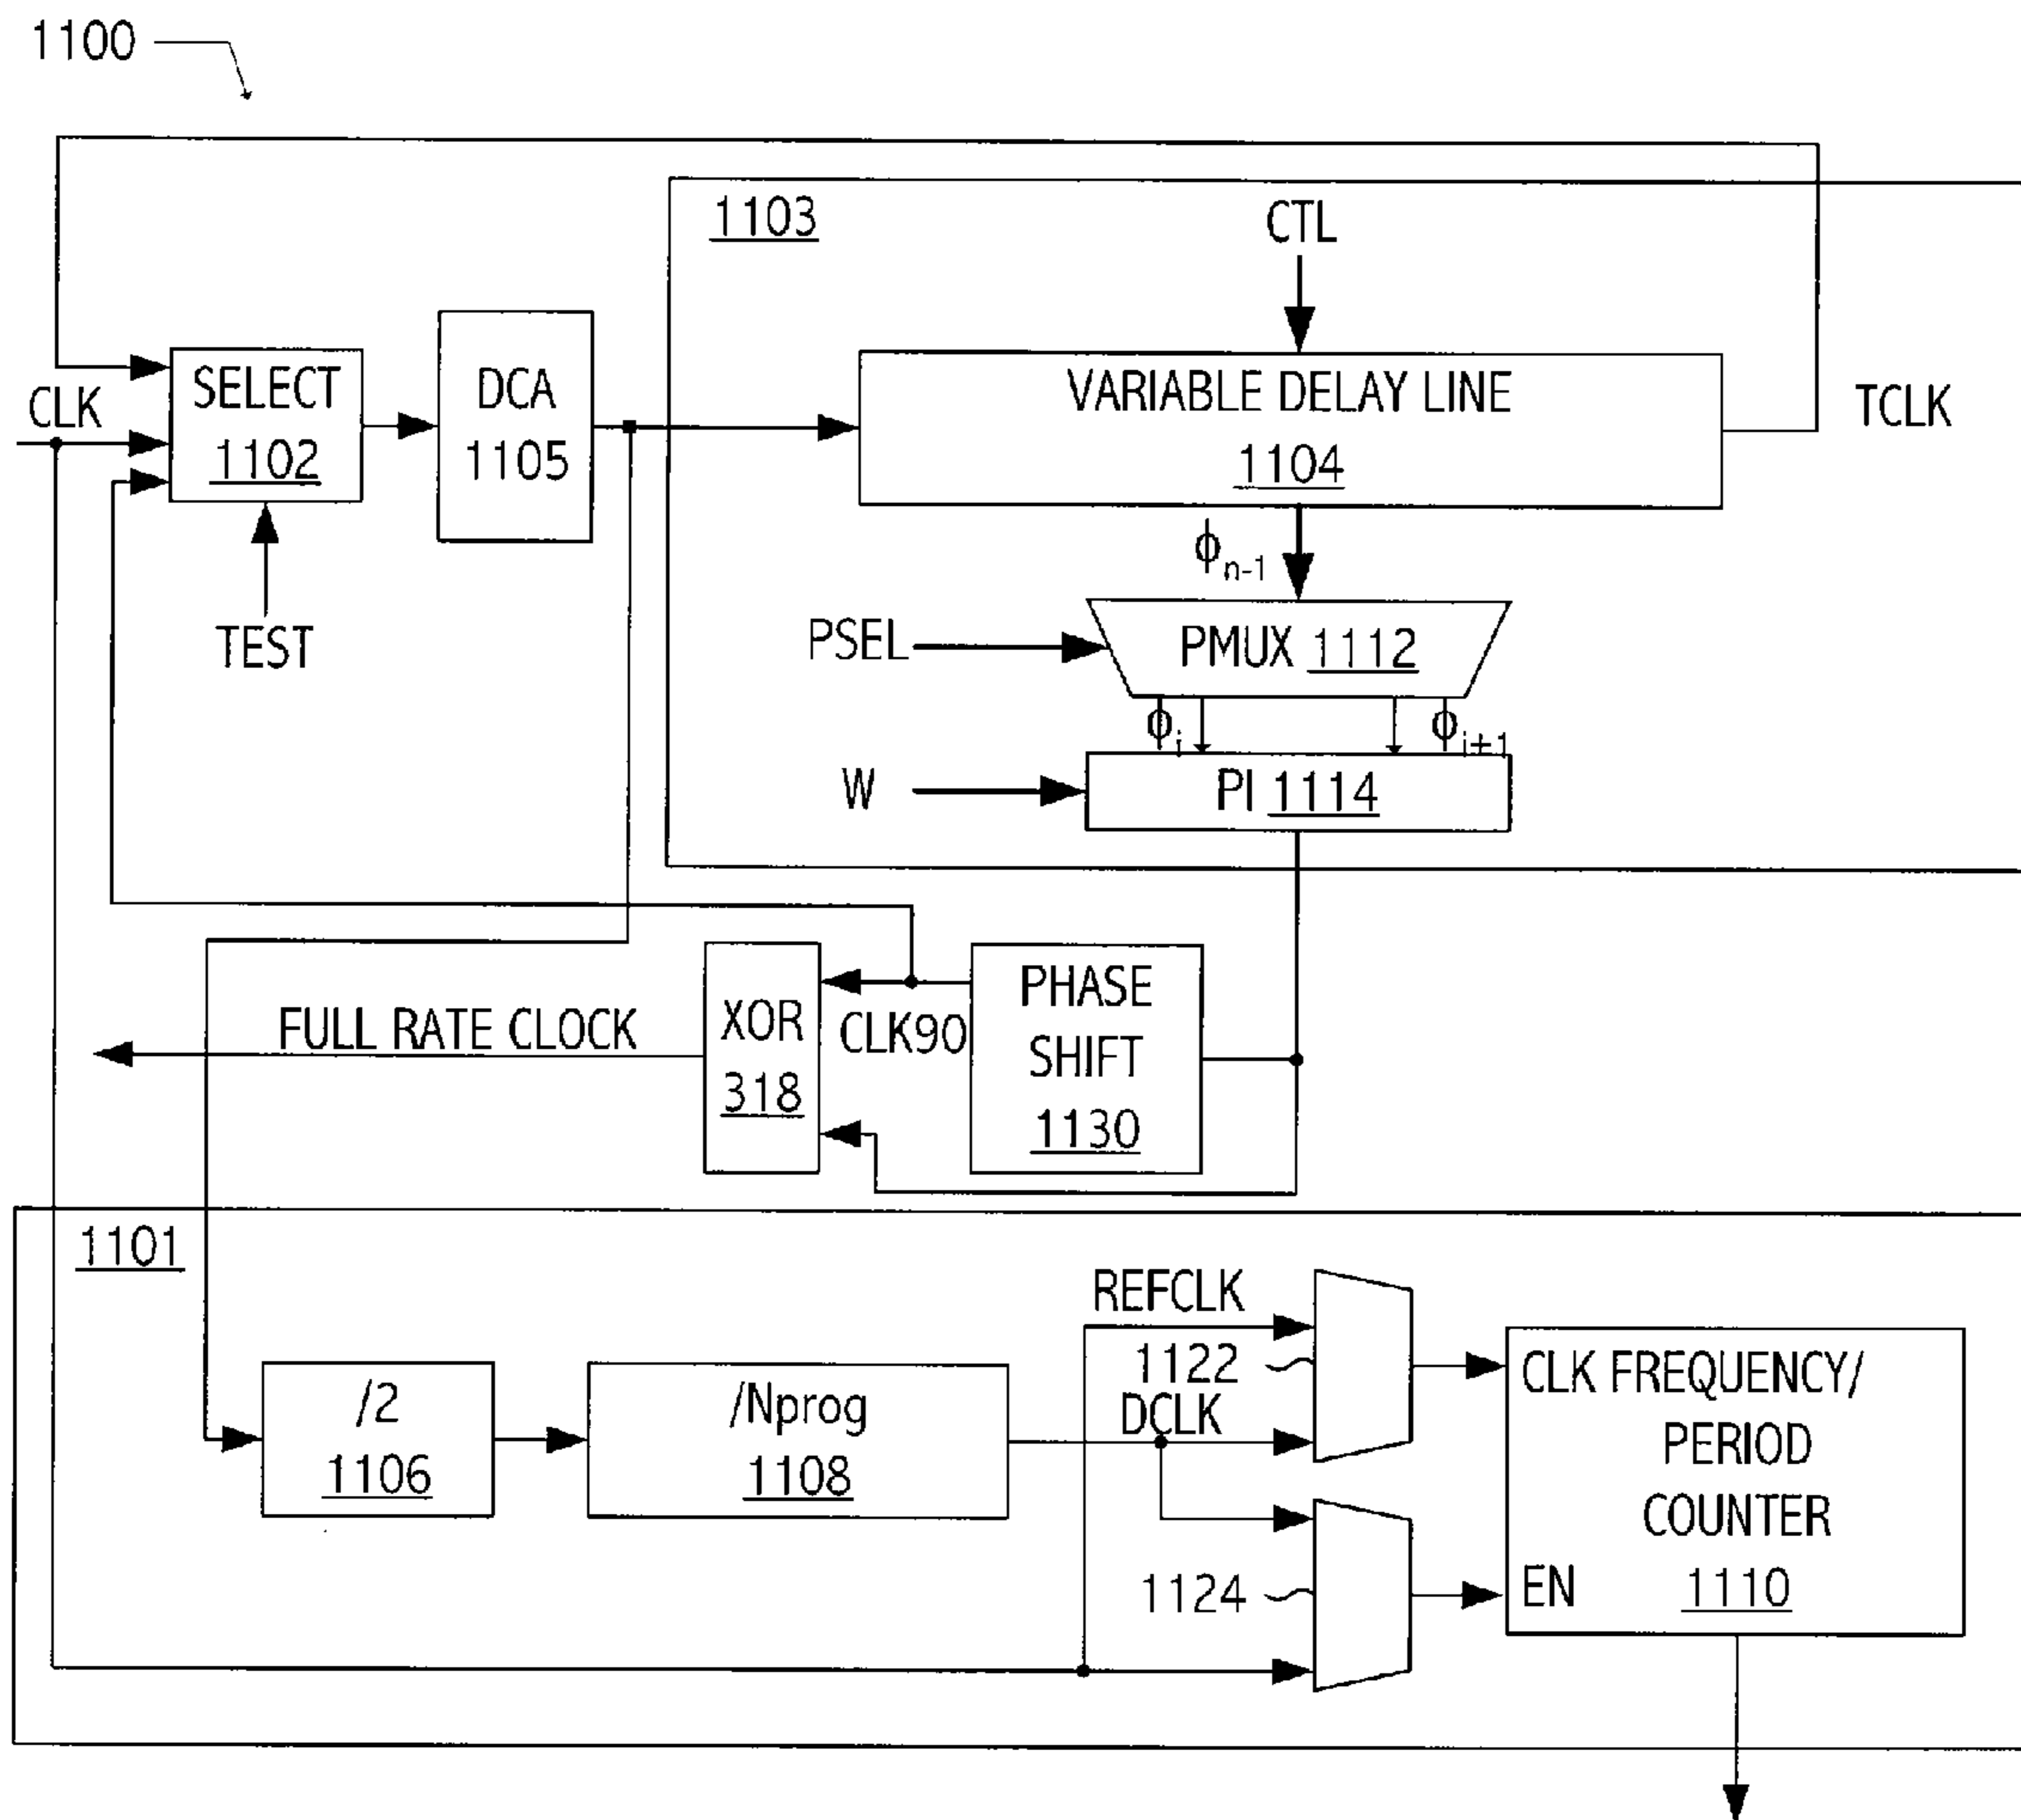 1100
1103
CTL
CLK
SELECT
1102
DCA
1105
VARIABLE DELAY LINE
1104
TCLK
TEST
ϕn-1
PSEL
PMUX 1112
ϕi
ϕi+1
W
PI 1114
FULL RATE CLOCK
XOR
318
CLK90
PHASE
SHIFT
1130
1101
REFCLK
1122
DCLK
/2
1106
/Nprog
1108
CLK FREQUENCY/
PERIOD
COUNTER
1110
1124
EN